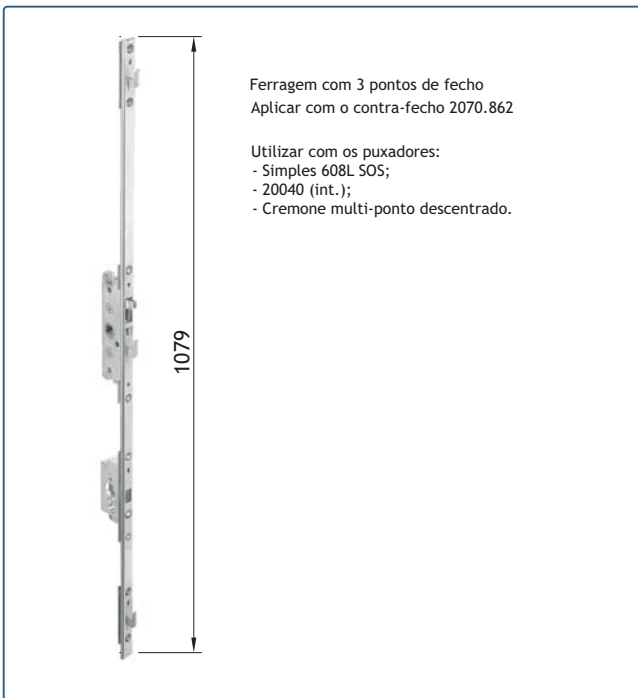 Ferragem com 3 pontos de fecho
Aplicar com o contra-fecho 2070.862
Utilizar com os puxadores:
- Simples 608L SOS;
- 20040 (int.);
- Cremone multi-ponto descentrado.
1079